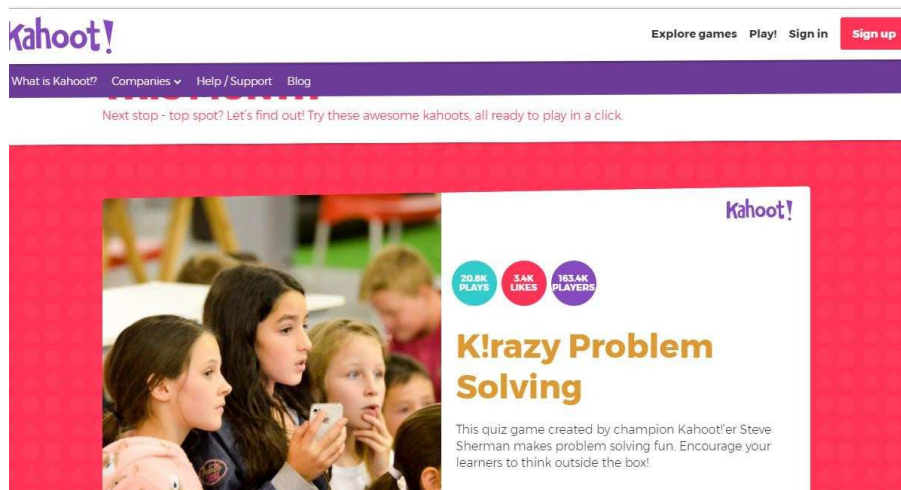 Kahoot!
Explore games Play! Sign in Sign up
What is Kahoot!? Companies Help / Support Blog
Next stop - top spot? Let's find out! Try these awesome kahoots, all ready to play in a click.
Kahoot!
20.8K PLAYS
3.4K LIKES
163.4K PLAYERS
K!razy Problem
Solving
This quiz game created by champion Kahoot!'er Steve
Sherman makes problem solving fun. Encourage your
learners to think outside the box!